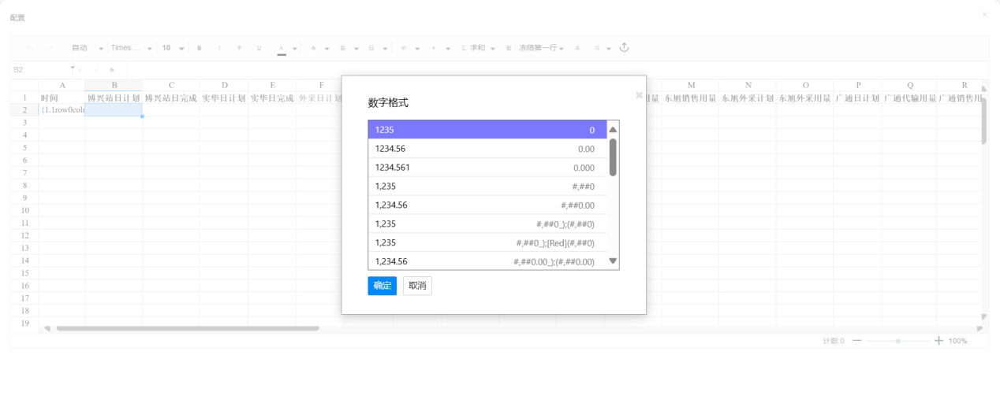 配置
自动 Times ... 10 B I U A Σ 求和 冻结第一行
B2 fx
A B C D E F M N O P Q R
1 时间 博兴站日计划 博兴站日完成 实华日计划 实华日完成 外采日计划 用量 东旭销售用量 东旭外采计划 东旭外采用量 广通日计划 广通代输用量 广通销售用
2 {1.1row0colu
3
4
5
6
7
8
9
10
11
12
13
14
15
16
17
18
19
数字格式
1235 0
1234.56 0.00
1234.561 0.000
1,235 #,##0
1,234.56 #,##0.00
1,235 #,##0_);(#,##0)
1,235 #,##0_);[Red](#,##0)
1,234.56 #,##0.00_);(#,##0.00)
确定 取消
计数:0 100%